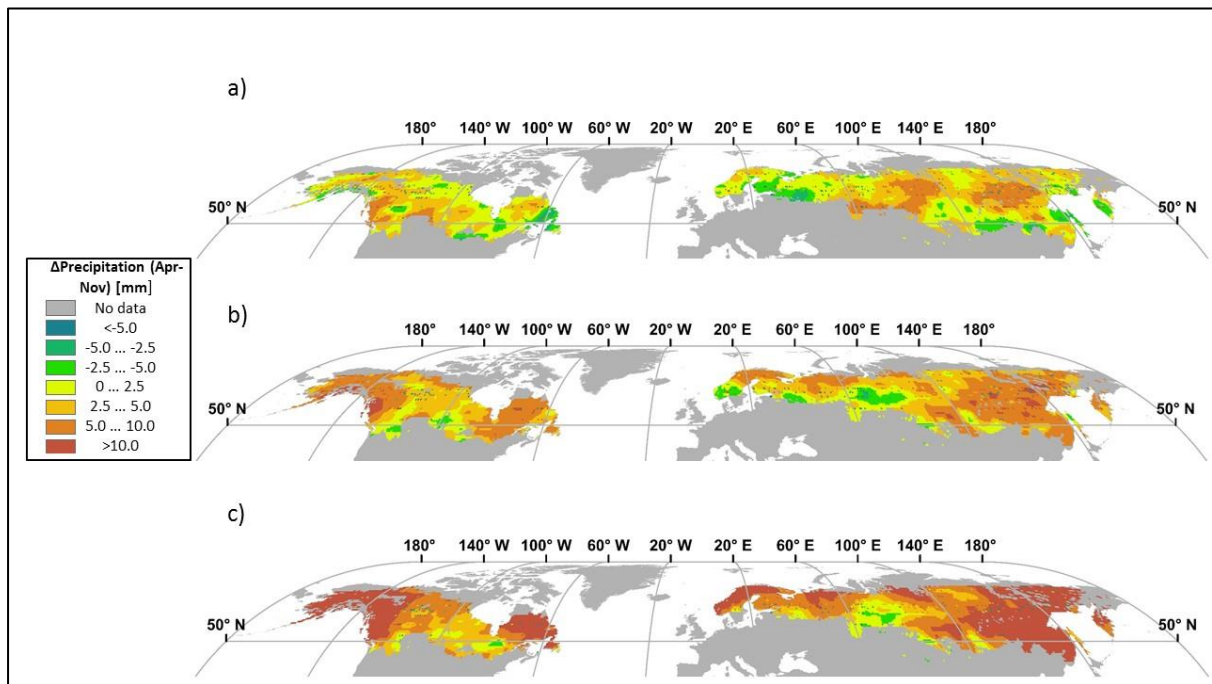 a)
180° 140° W 100° W 60° W 20° W 20° E 60° E 100° E 140° E 180°
50° N 50° N
ΔPrecipitation (Apr-
Nov) [mm]
No data
<-5.0
-5.0 ... -2.5
-2.5 ... -5.0
0 ... 2.5
2.5 ... 5.0
5.0 ... 10.0
>10.0
b)
180° 140° W 100° W 60° W 20° W 20° E 60° E 100° E 140° E 180°
50° N 50° N
c)
180° 140° W 100° W 60° W 20° W 20° E 60° E 100° E 140° E 180°
50° N 50° N